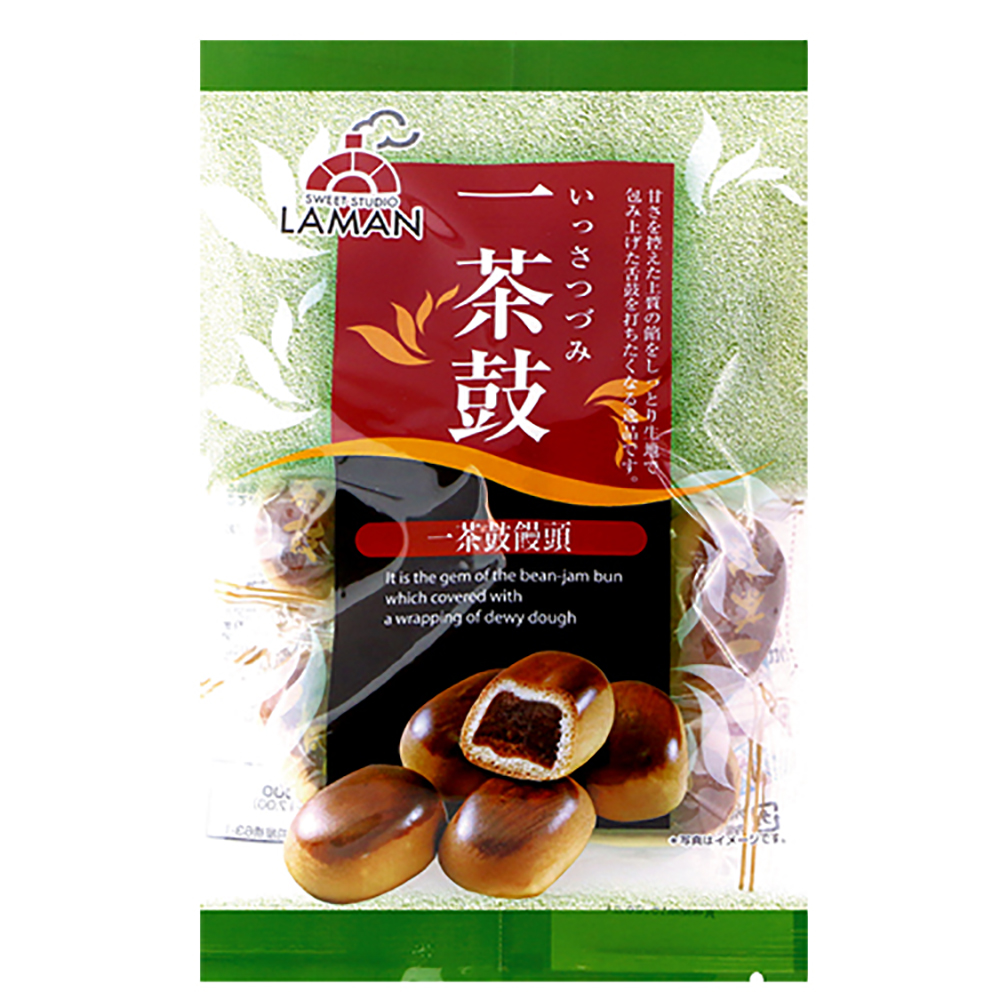 SWEET STUDIO
LAMAN
一茶鼓
いっさつづみ
甘さを控えた上質の餡をしっとり生地で
包み上げた舌鼓を打ちたくなる逸品です。
一茶鼓饅頭
It is the gem of the bean-jam bun
which covered with
a wrapping of dewy dough
*写真はイメージです。